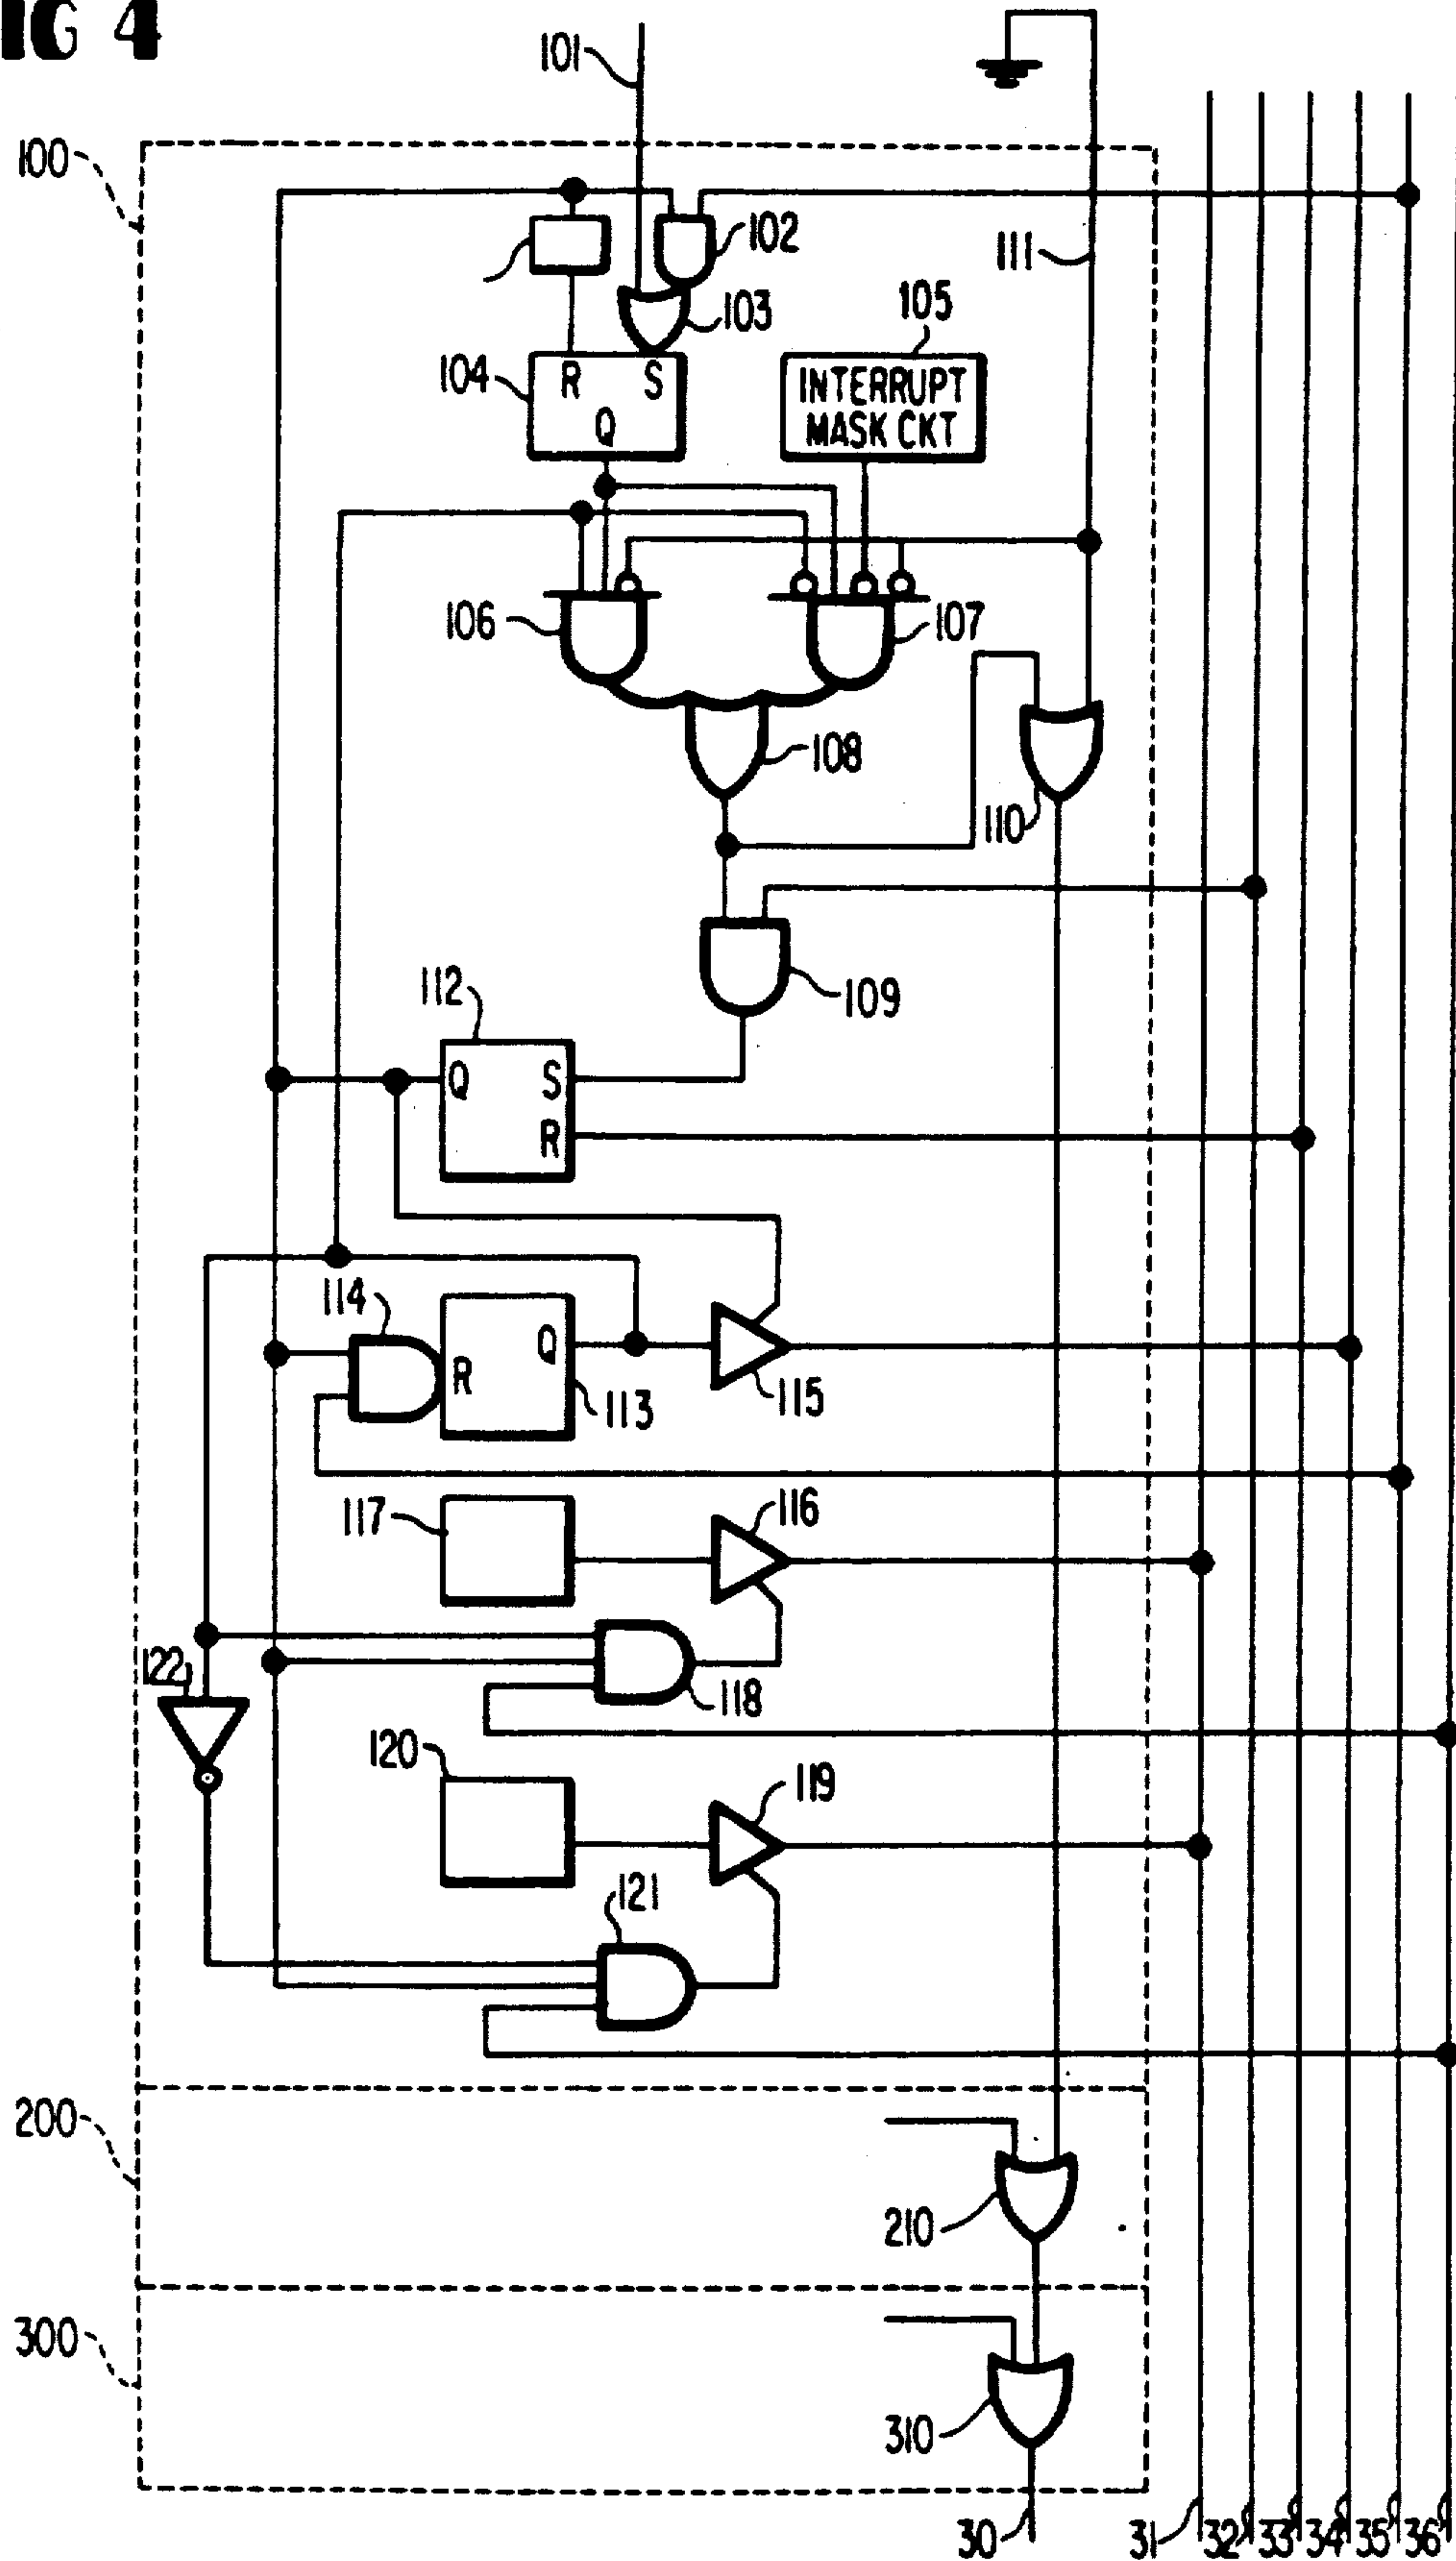 IG 4
101
100
102
111
103
105
104
R S
Q
INTERRUPT
MASK CKT
106
107
108
110
109
112
Q S
R
114
Q
R
113
115
117
116
122
118
120
119
121
200
210
300
310
30 31 32 33 34 35 36